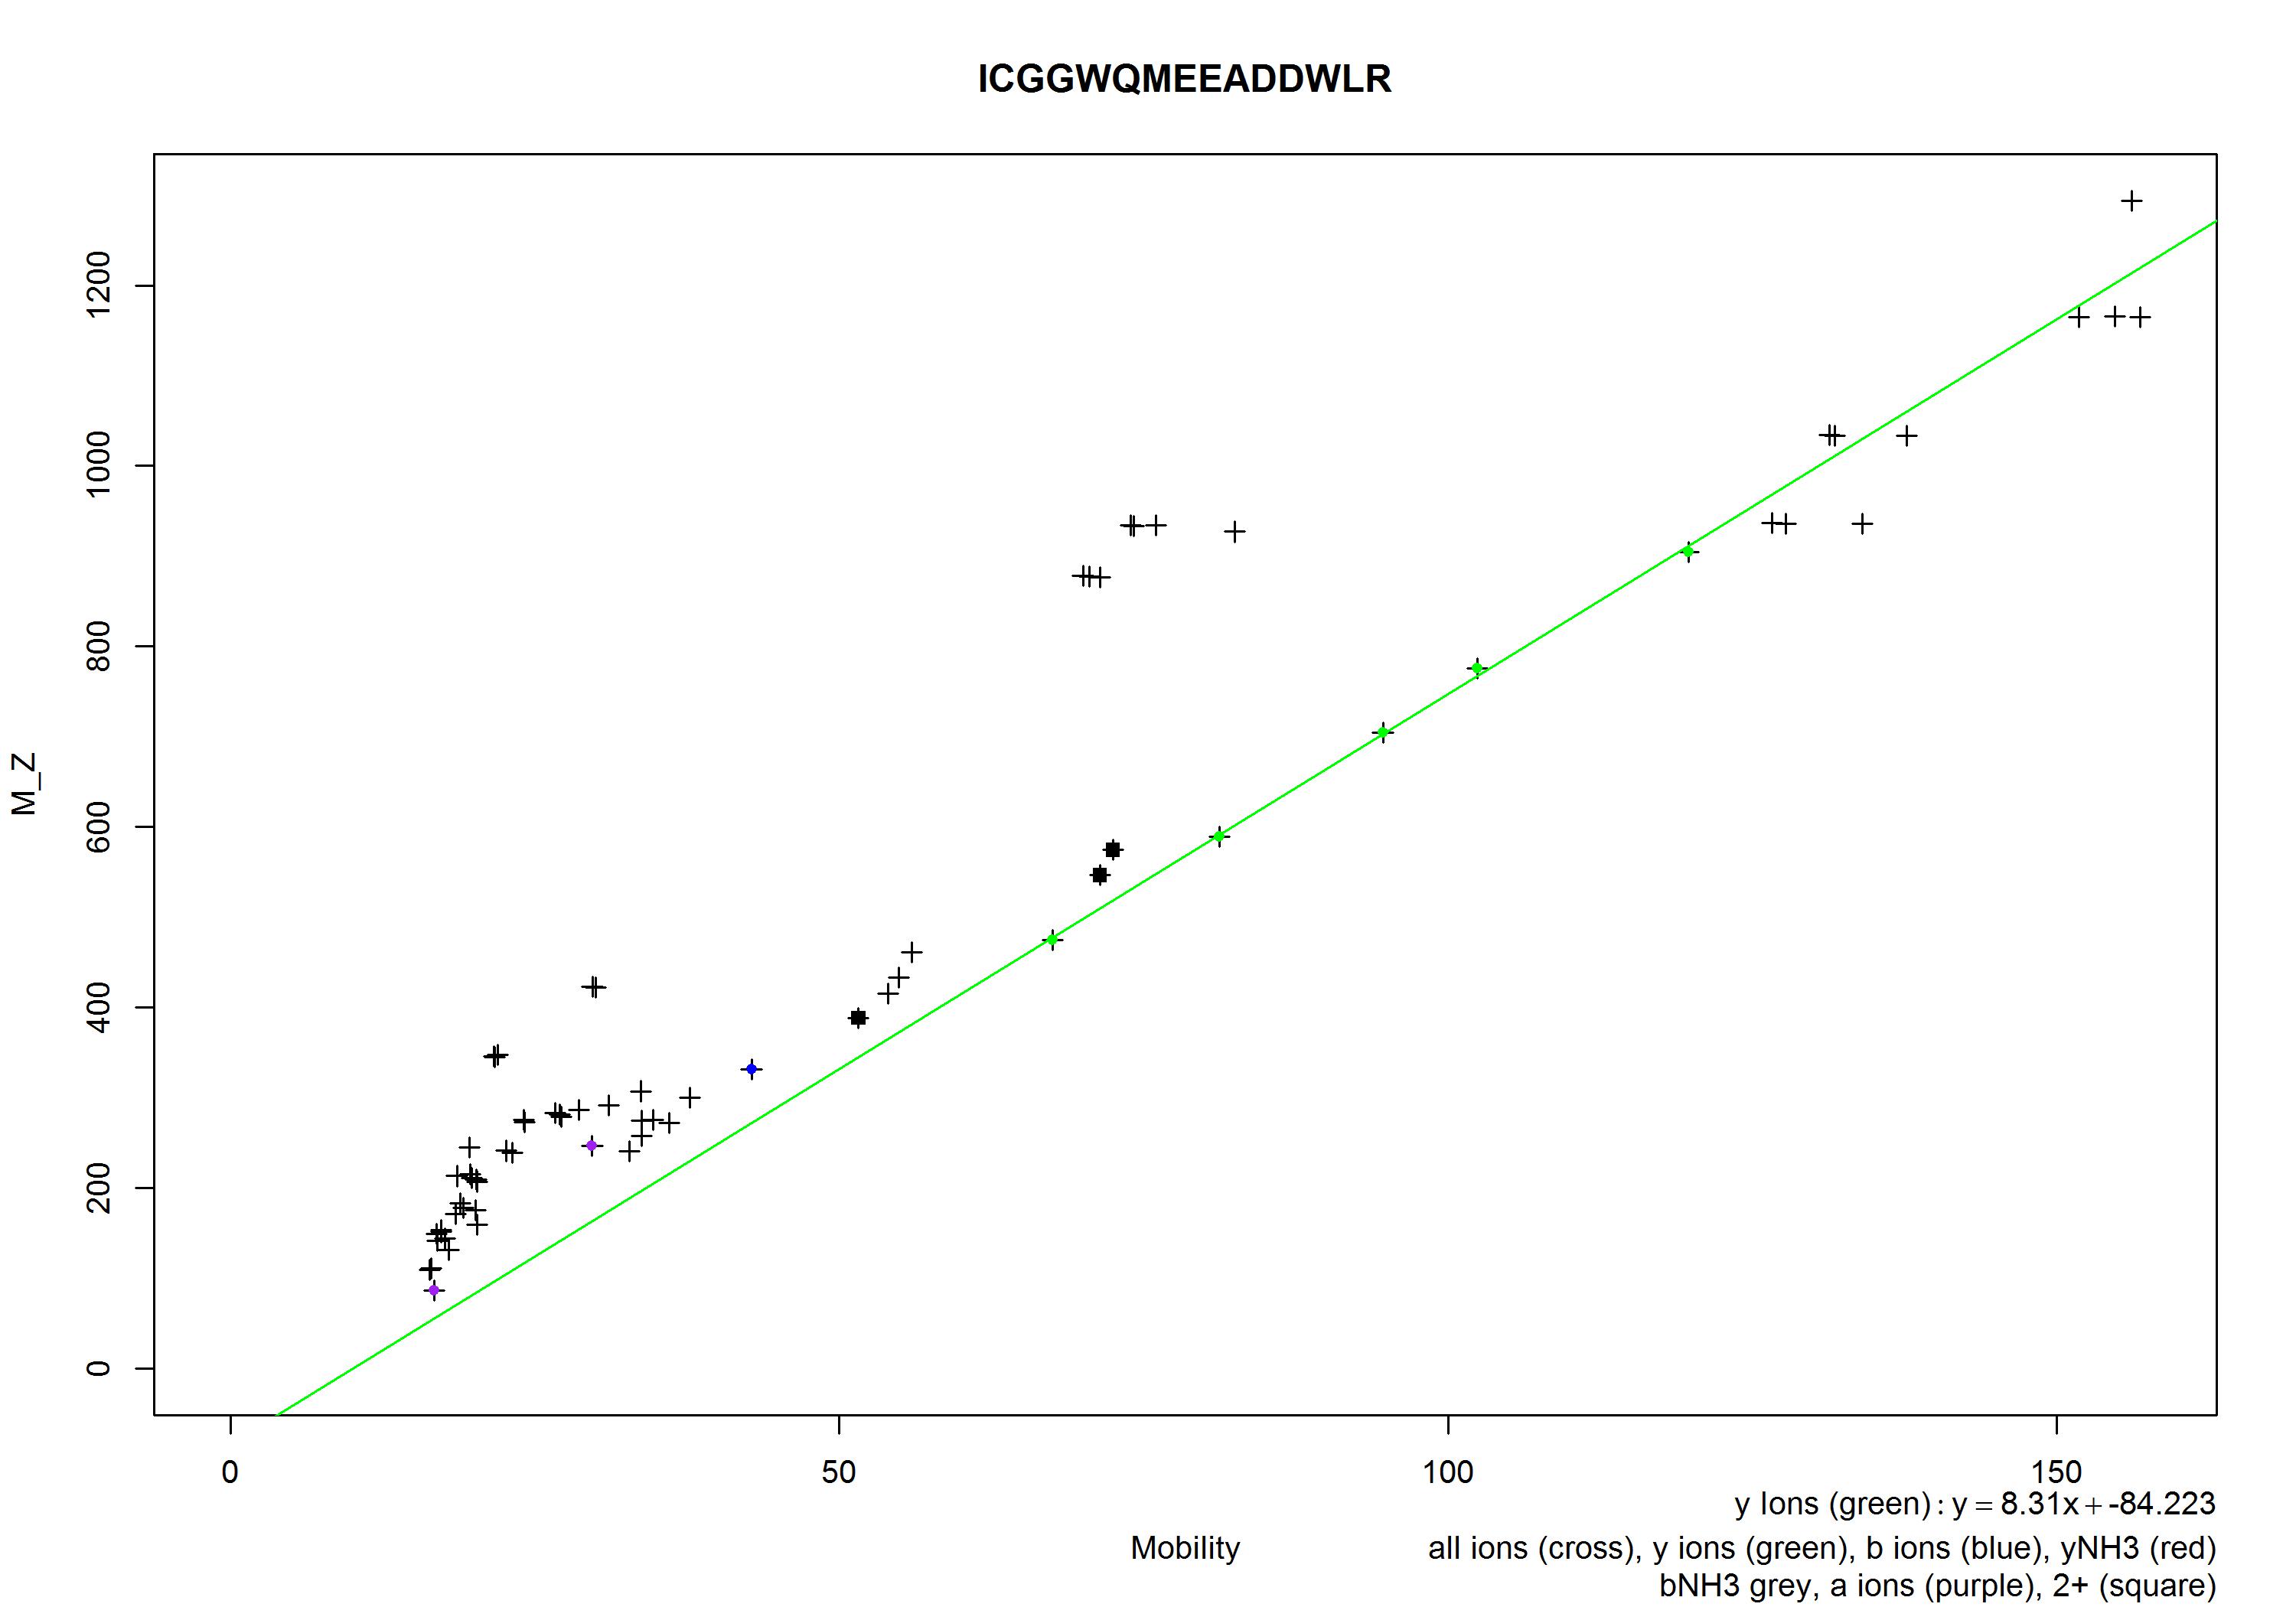 ICGGWQMEEADDWLR
1200
1000
800
600
400
200
0
M_Z
0 50 100 150
y Ions (green) : y = 8.31x + -84.223
Mobility
all ions (cross), y ions (green), b ions (blue), yNH3 (red)
bNH3 grey, a ions (purple), 2+ (square)